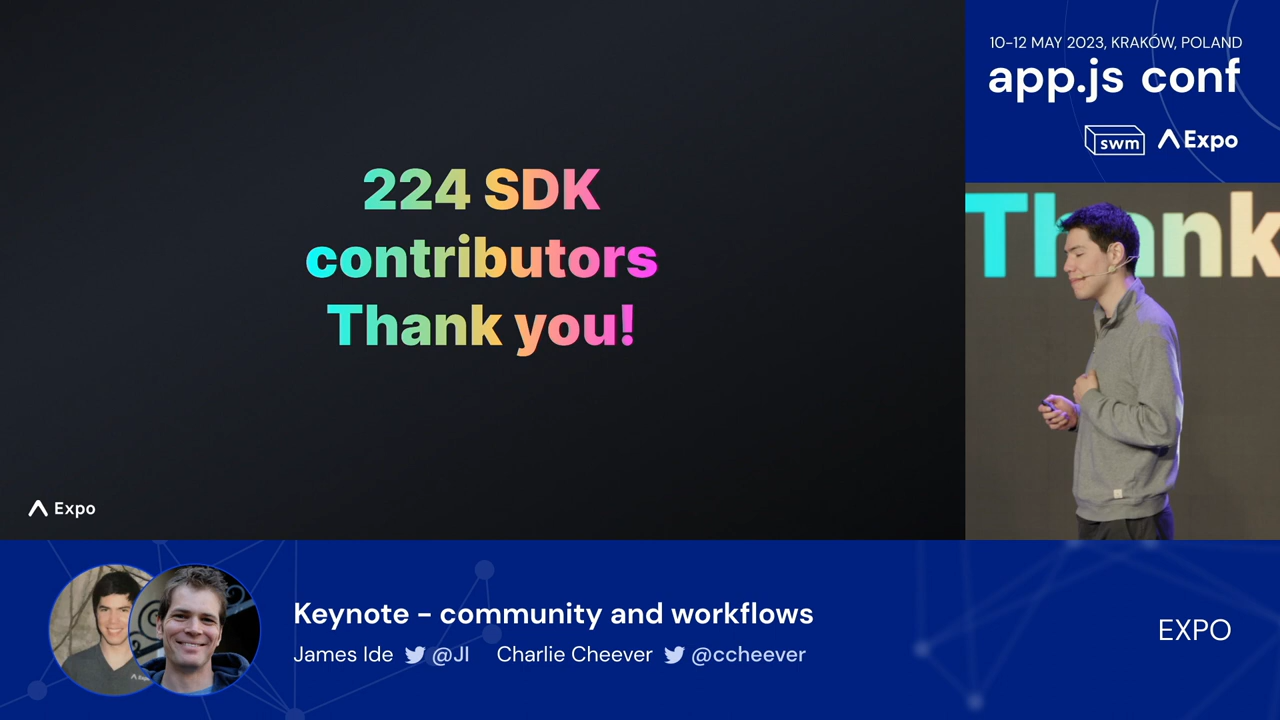 224 SDK
contributors
Thank you!
Expo
10-12 MAY 2023, KRAKÓW, POLAND
app.js conf
swm Expo
Thank
Keynote - community and workflows
James Ide @JI Charlie Cheever @ccheever
EXPO